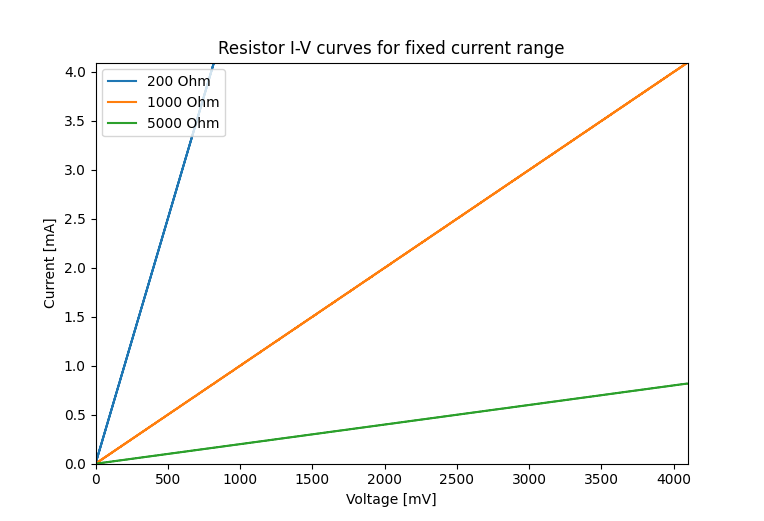 Resistor I-V curves for fixed current range
200 Ohm
1000 Ohm
5000 Ohm
4.0
3.5
3.0
2.5
2.0
1.5
1.0
0.5
0.0
Current [mA]
0 500 1000 1500 2000 2500 3000 3500 4000
Voltage [mV]